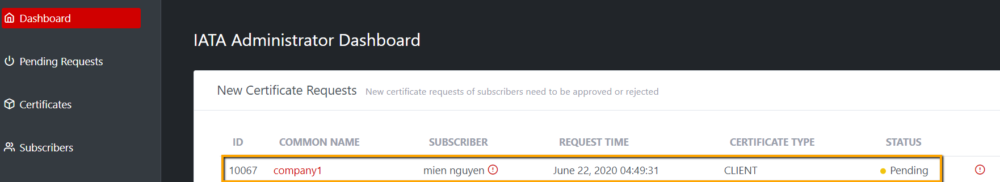 Dashboard
Pending Requests
Certificates
Subscribers
IATA Administrator Dashboard
New Certificate Requests New certificate requests of subscribers need to be approved or rejected
ID COMMON NAME SUBSCRIBER REQUEST TIME CERTIFICATE TYPE STATUS
10067 company1 mien nguyen June 22, 2020 04:49:31 CLIENT Pending